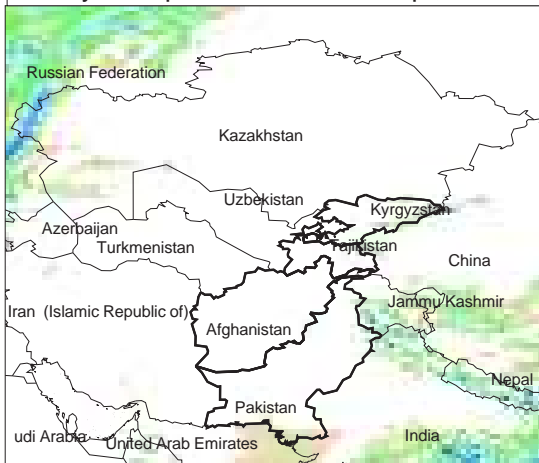 Russian Federation
Kazakhstan
Uzbekistan
Kyrgyzstan
Azerbaijan
Turkmenistan
Tajikistan
China
Iran (Islamic Republic of)
Jammu Kashmir
Afghanistan
Nepal
Pakistan
udi Arabia
United Arab Emirates
India